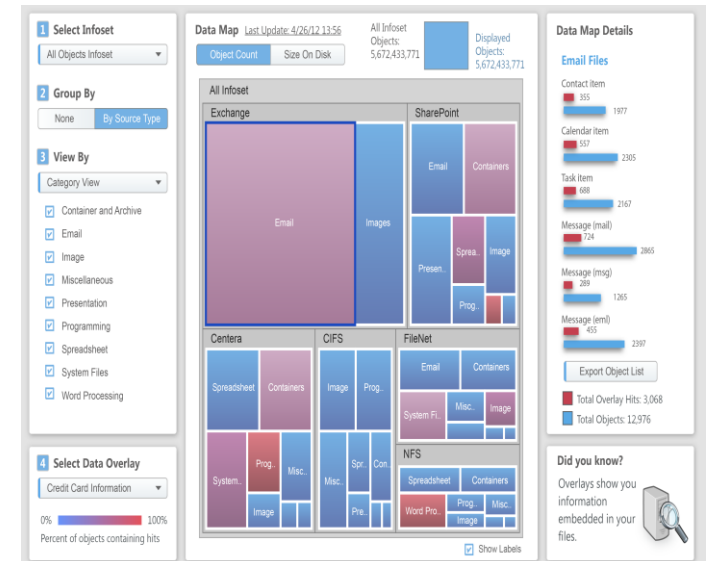 1 Select Infoset
All Objects Infoset
2 Group By
None
By Source Type
3 View By
Category View
Container and Archive
Email
Image
Miscellaneous
Presentation
Programming
Spreadsheet
System Files
Word Processing
4 Select Data Overlay
Credit Card Information
0%
100%
Percent of objects containing hits
Data Map
Last Update: 4/26/12 13:56
Object Count
Size On Disk
All Infoset
Objects:
5,672,433,771
Displayed
Objects:
5,672,433,771
All Infoset
Exchange
Email
Images
SharePoint
Email
Containers
Presen..
Sprea..
Image
Prog..
Centera
Spreadsheet
Containers
System..
Prog..
Misc..
Image
CIFS
Image
Prog..
Misc..
Spr..
Con..
Pre..
FileNet
Email
Containers
System Fi..
Misc..
Image
NFS
Spreadsheet
Containers
Word Pro..
Prog..
Misc..
Image
Show Labels
Data Map Details
Email Files
Contact item
355
1977
Calendar item
557
2305
Task item
688
2167
Message (mail)
724
2865
Message (msg)
289
1265
Message (eml)
455
2397
Export Object List
Total Overlay Hits: 3,068
Total Objects: 12,976
Did you know?
Overlays show you
information
embedded in your
files.